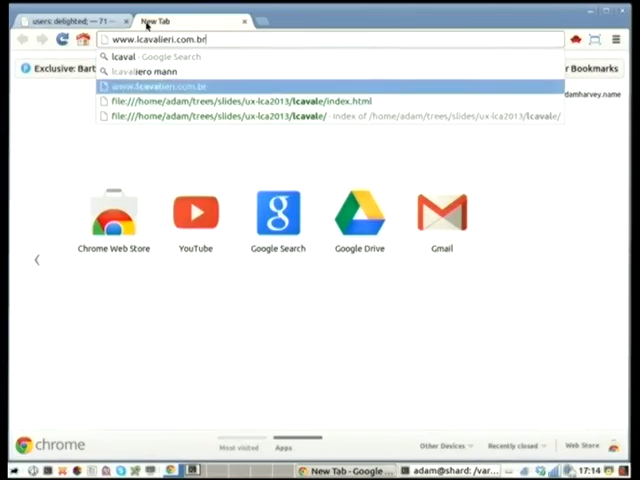 users: delighted; — 71 —
New Tab
www.lcavalieri.com.br
lcaval - Google Search
lcavaliero mann
www.lcavalieri.com.br
file:///home/adam/trees/slides/ux-lca2013/lcavale/index.html
file:///home/adam/trees/slides/ux-lca2013/lcavale/ - Index of /home/adam/trees/slides/ux-lca2013/lcavale/
Exclusive: Bart
r Bookmarks
damharvey.name
Chrome Web Store
YouTube
Google Search
Google Drive
Gmail
chrome
Most visited
Apps
Other Devices
Recently closed
Web Store
New Tab - Google ...
adam@shard: /var...
17:14